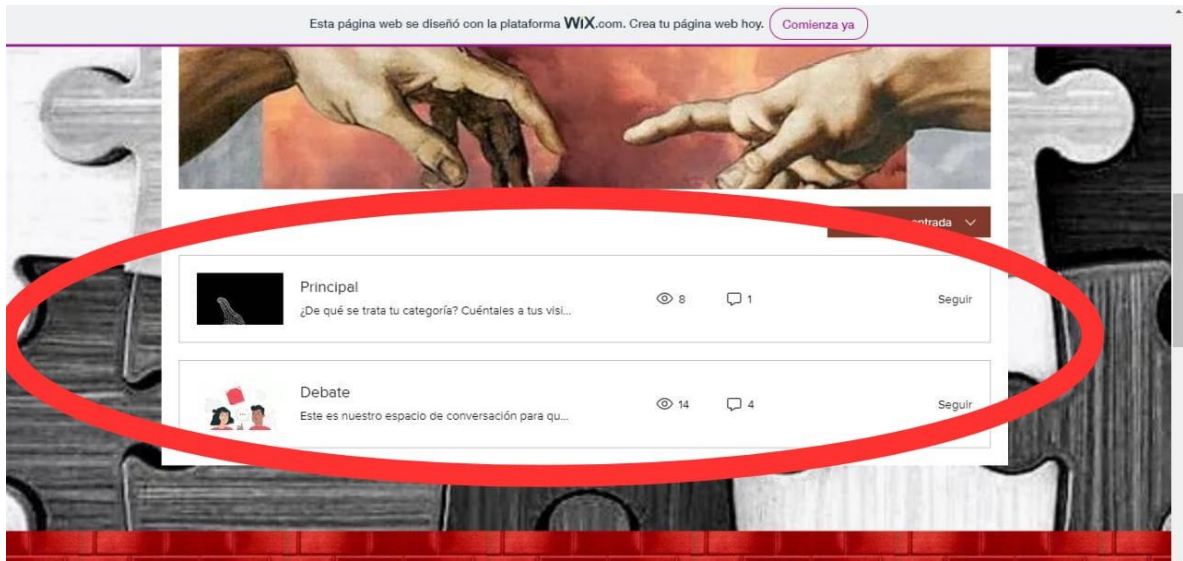 Esta página web se diseñó con la plataforma WiX.com. Crea tu página web hoy. Comienza ya
entrada
Principal
¿De qué se trata tu categoría? Cuéntales a tus visi...
8 1 Seguir
Debate
Este es nuestro espacio de conversación para qu...
14 4 Seguir